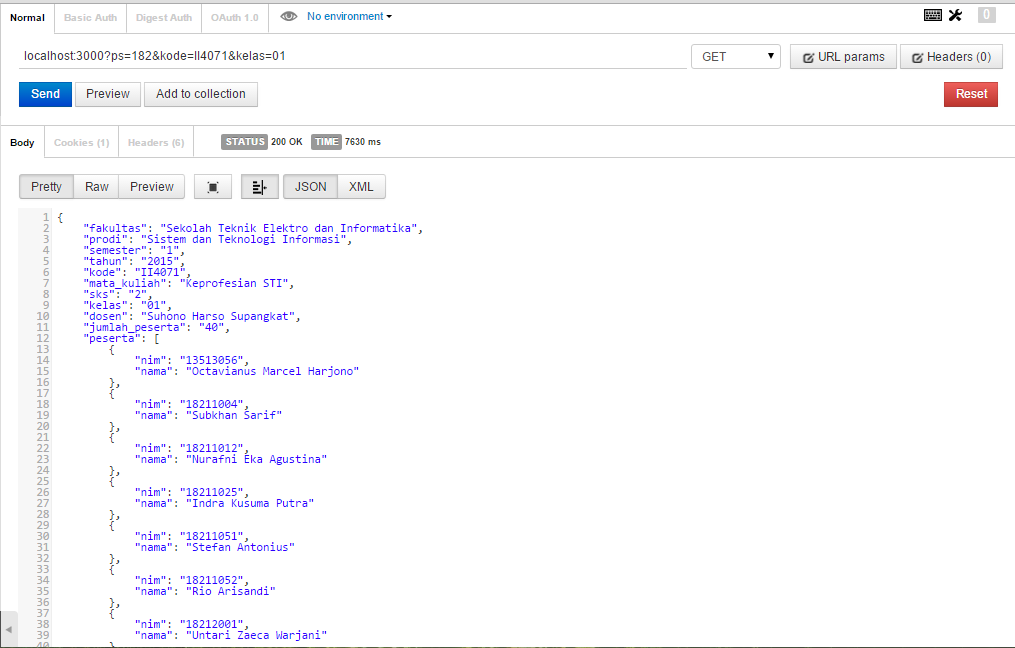 Normal Basic Auth Digest Auth OAuth 1.0 No environment 0
localhost:3000?ps=182&kode=II4071&kelas=01 GET URL params Headers (0)
Send Preview Add to collection Reset
Body Cookies (1) Headers (6) STATUS 200 OK TIME 7630 ms
Pretty Raw Preview JSON XML
1 {
2 "fakultas": "Sekolah Teknik Elektro dan Informatika",
3 "prodi": "Sistem dan Teknologi Informasi",
4 "semester": "1",
5 "tahun": "2015",
6 "kode": "II4071",
7 "mata_kuliah": "Keprofesian STI",
8 "sks": "2",
9 "kelas": "01",
10 "dosen": "Suhono Harso Supangkat",
11 "jumlah_peserta": "40",
12 "peserta": [
13 {
14 "nim": "13513056",
15 "nama": "Octavianus Marcel Harjono"
16 },
17 {
18 "nim": "18211004",
19 "nama": "Subkhan Sarif"
20 },
21 {
22 "nim": "18211012",
23 "nama": "Nurafni Eka Agustina"
24 },
25 {
26 "nim": "18211025",
27 "nama": "Indra Kusuma Putra"
28 },
29 {
30 "nim": "18211051",
31 "nama": "Stefan Antonius"
32 },
33 {
34 "nim": "18211052",
35 "nama": "Rio Arisandi"
36 },
37 {
38 "nim": "18212001",
39 "nama": "Untari Zaeca Warjani"
40 }